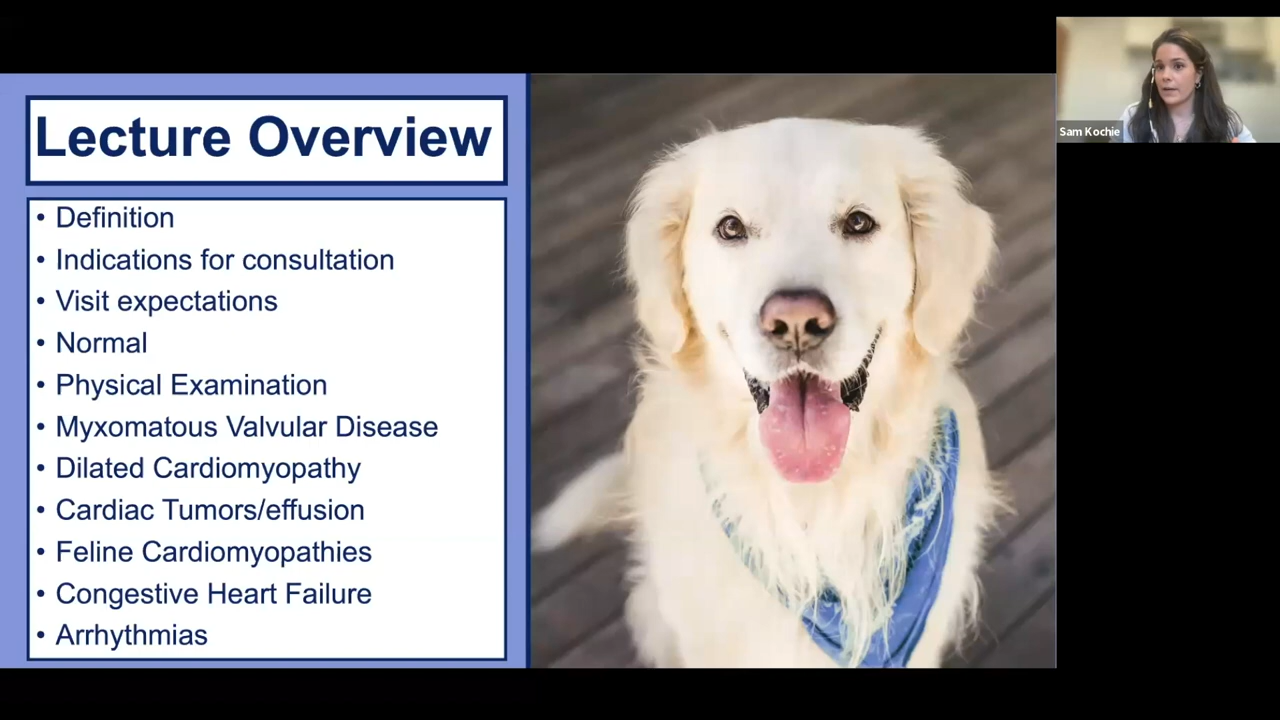 Lecture Overview
• Definition
• Indications for consultation
• Visit expectations
• Normal
• Physical Examination
• Myxomatous Valvular Disease
• Dilated Cardiomyopathy
• Cardiac Tumors/effusion
• Feline Cardiomyopathies
• Congestive Heart Failure
• Arrhythmias
Sam Kochie